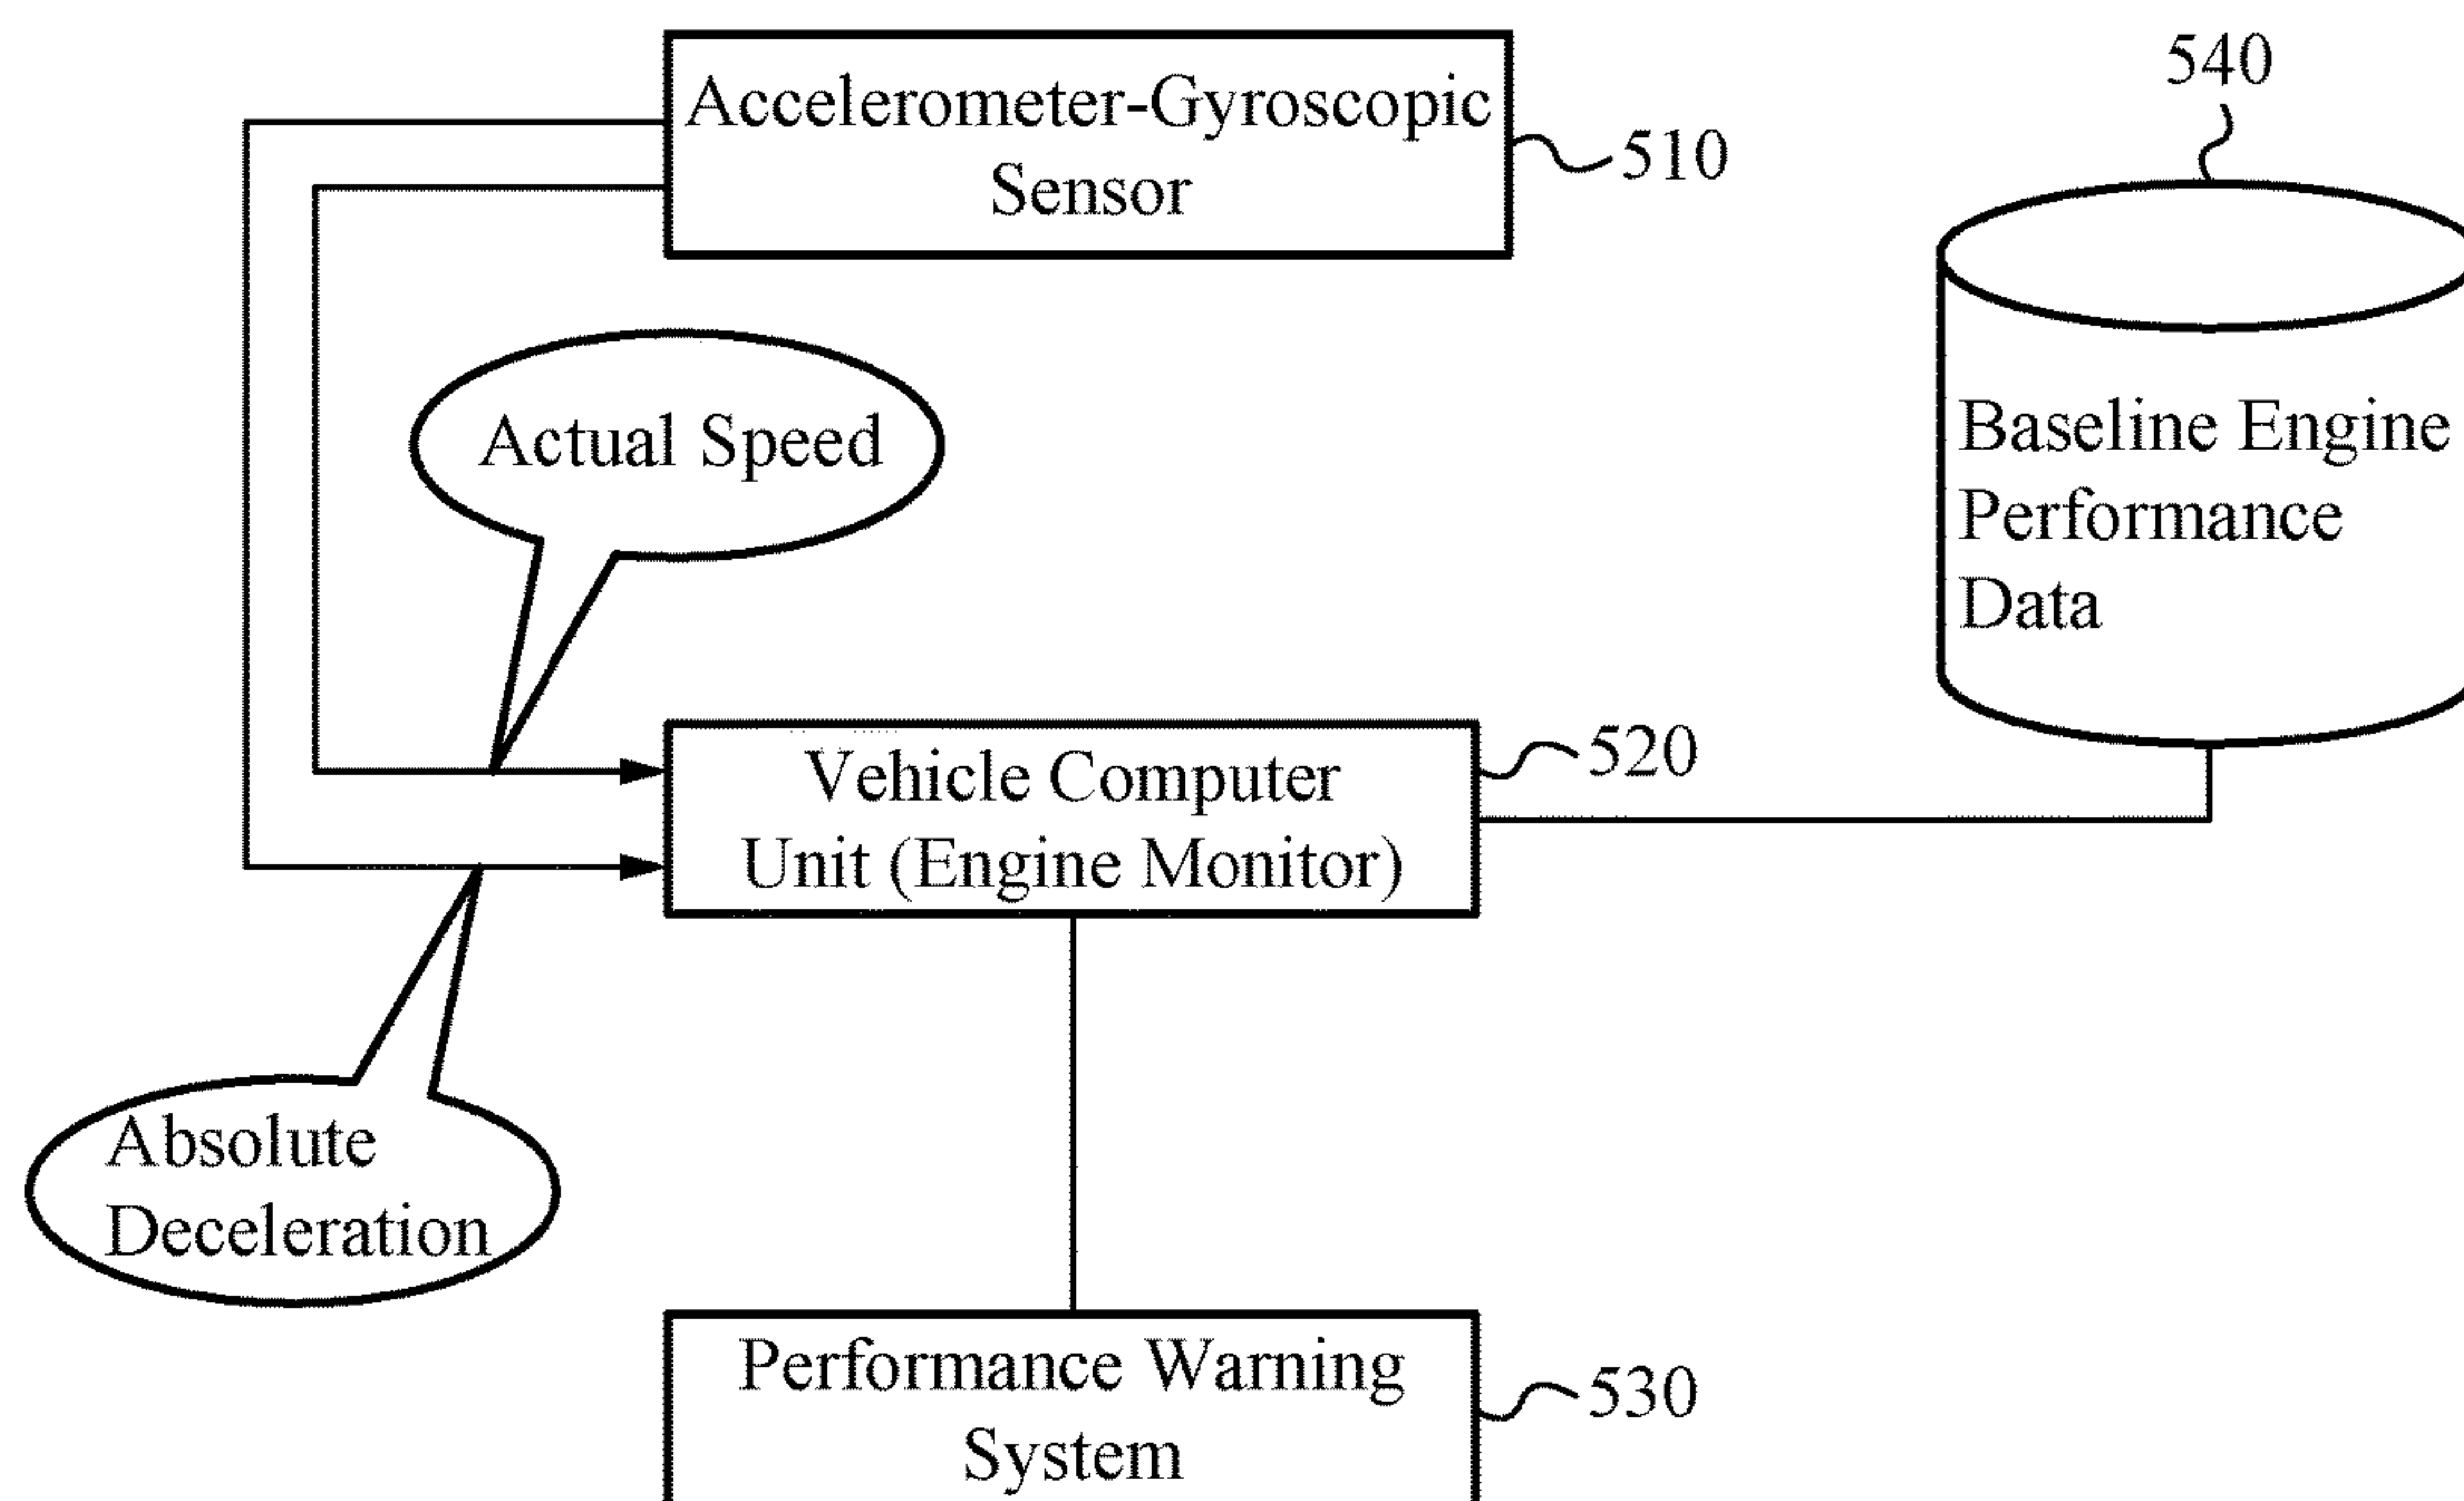 Accelerometer-Gyroscopic
Sensor
510
540
Actual Speed
Baseline Engine
Performance
Data
Vehicle Computer
Unit (Engine Monitor)
520
Absolute
Deceleration
Performance Warning
System
530